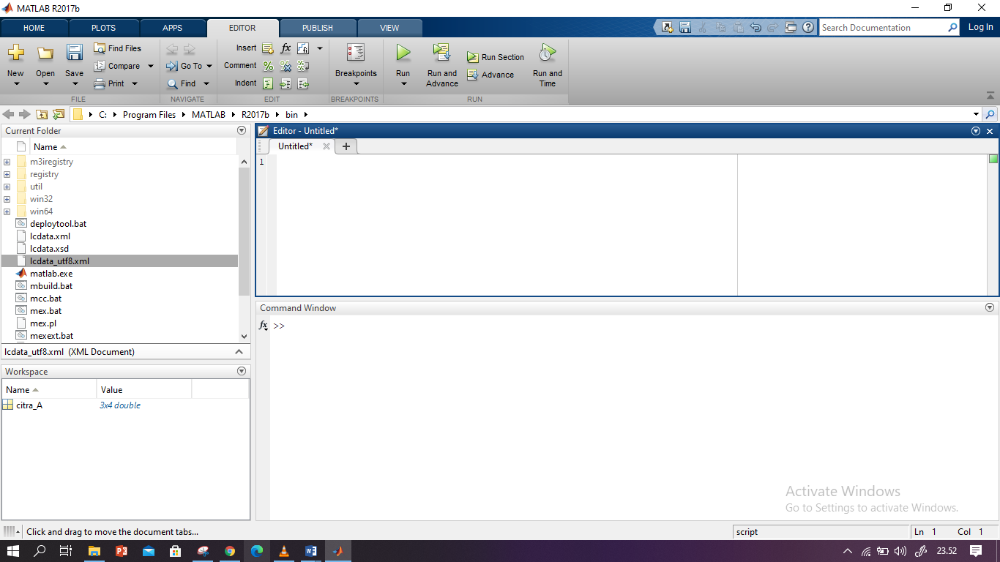 MATLAB R2017b
HOME PLOTS APPS EDITOR PUBLISH VIEW
Search Documentation
Log In
New
Open
Save
Find Files
Compare
Print
FILE
Go To
Find
NAVIGATE
Insert fx
Comment
Indent
EDIT
Breakpoints
BREAKPOINTS
Run
Run and
Advance
Run Section
Advance
Run and
Time
RUN
C: Program Files MATLAB R2017b bin
Current Folder
Name
m3iregistry
registry
util
win32
win64
deploytool.bat
lcdata.xml
lcdata.xsd
lcdata_utf8.xml
matlab.exe
mbuild.bat
mcc.bat
mex.bat
mex.pl
mexext.bat
lcdata_utf8.xml (XML Document)
Workspace
Name Value
citra_A 3x4 double
Editor - Untitled*
Untitled*
1
Command Window
fx >>
Activate Windows
Go to Settings to activate Windows.
Click and drag to move the document tabs...
script
Ln 1 Col 1
23.52